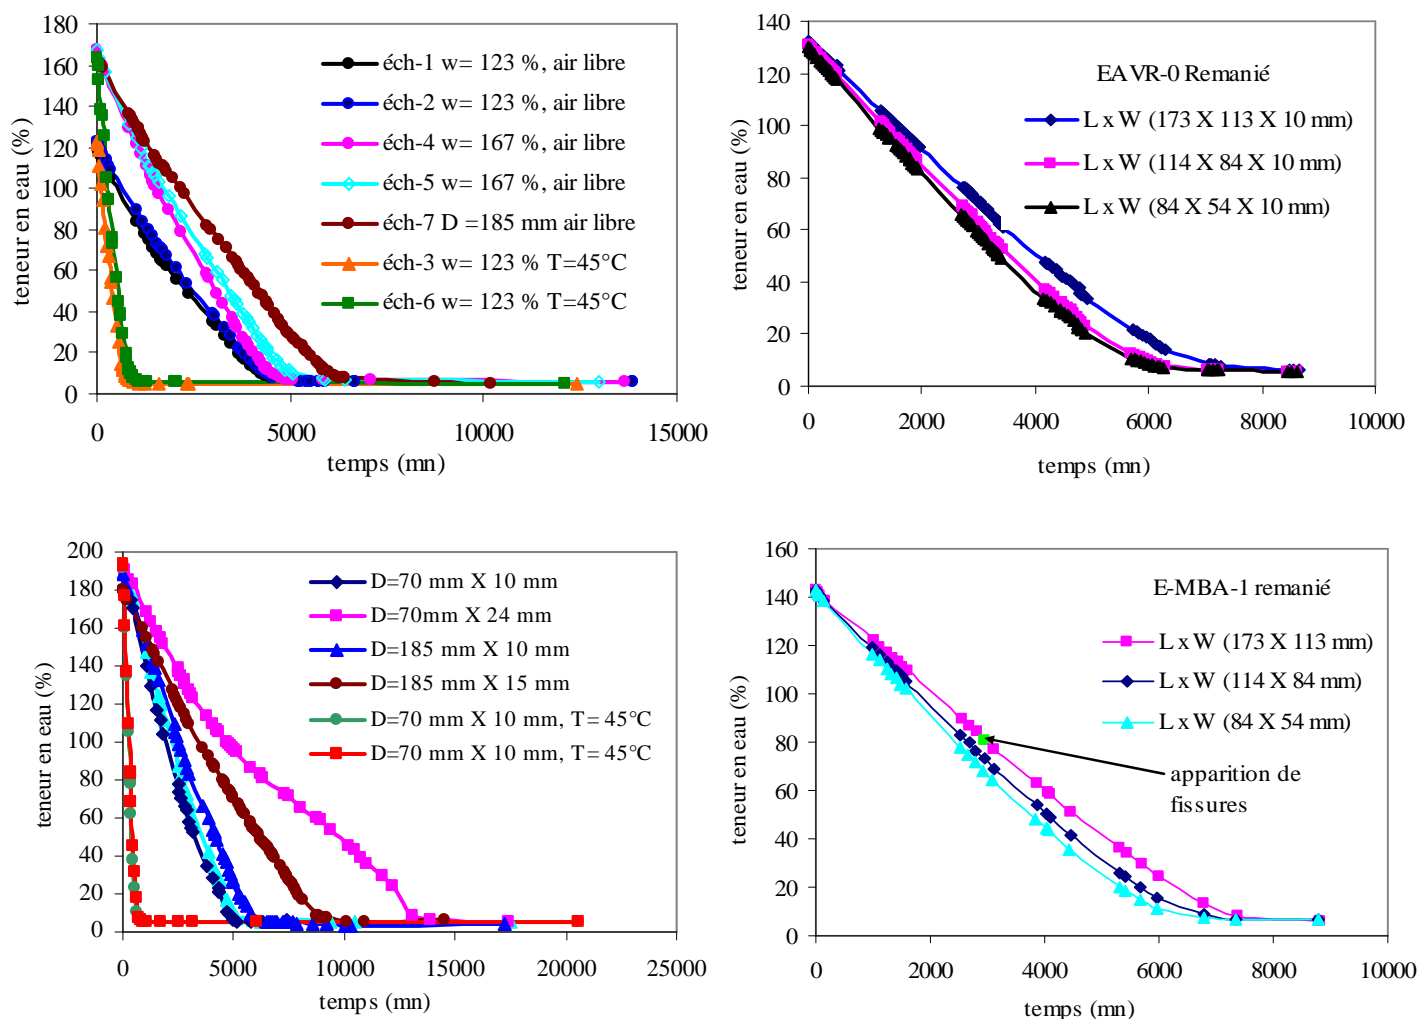 180
160
140
120
100
80
60
40
20
0
teneur en eau (%)
éch-1 w= 123 %, air libre
éch-2 w= 123 %, air libre
éch-4 w= 167 %, air libre
éch-5 w= 167 %, air libre
éch-7 D =185 mm air libre
éch-3 w= 123 % T=45°C
éch-6 w= 123 % T=45°C
0 5000 10000 15000
temps (mn)
140
120
100
80
60
40
20
0
teneur en eau (%)
EAVR-0 Remanié
L x W (173 X 113 X 10 mm)
L x W (114 X 84 X 10 mm)
L x W (84 X 54 X 10 mm)
0 2000 4000 6000 8000 10000
temps (mn)
200
180
160
140
120
100
80
60
40
20
0
teneur en eau (%)
D=70 mm X 10 mm
D=70mm X 24 mm
D=185 mm X 10 mm
D=185 mm X 15 mm
D=70 mm X 10 mm, T= 45°C
D=70 mm X 10 mm, T= 45°C
0 5000 10000 15000 20000 25000
temps (mn)
160
140
120
100
80
60
40
20
0
teneur en eau (%)
E-MBA-1 remanié
L x W (173 X 113 mm)
L x W (114 X 84 mm)
L x W (84 X 54 mm)
apparition de
fissures
0 2000 4000 6000 8000 10000
temps (mn)